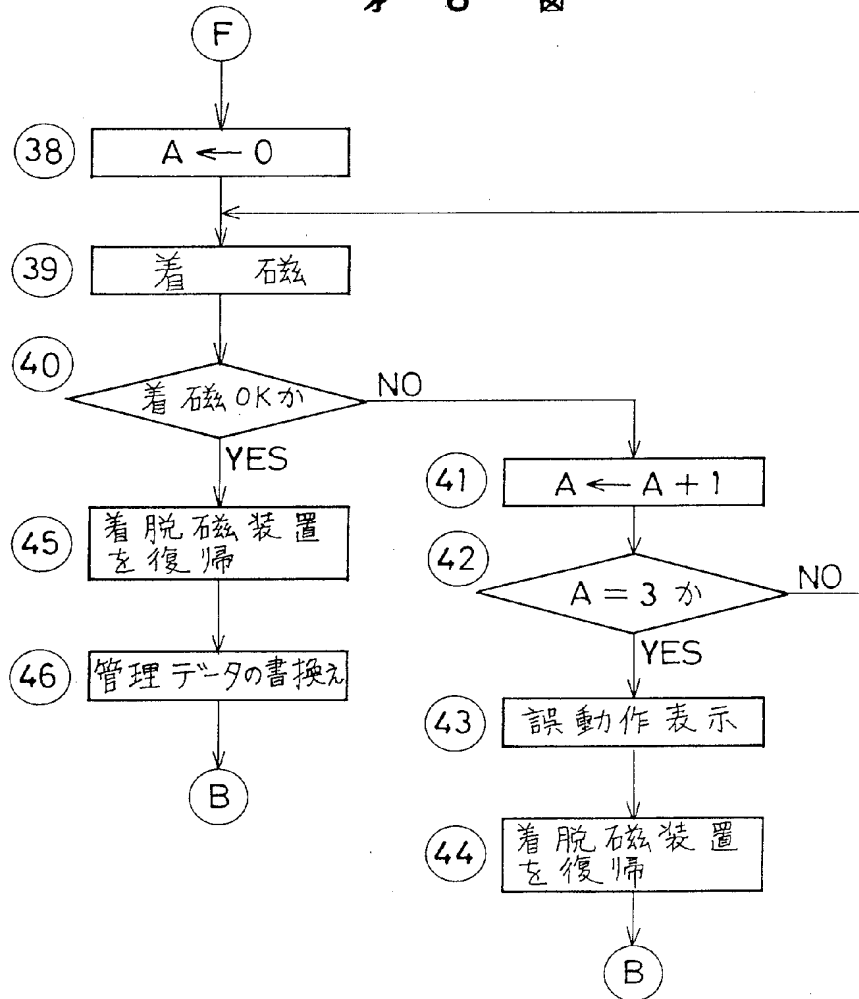 F
38
A ← 0
39
着 磁
40
着磁OKか
NO
YES
41
A ← A + 1
42
A = 3 か
NO
YES
45
着脱磁装置
を復帰
46
管理データの書換え
43
誤動作表示
B
44
着脱磁装置
を復帰
B